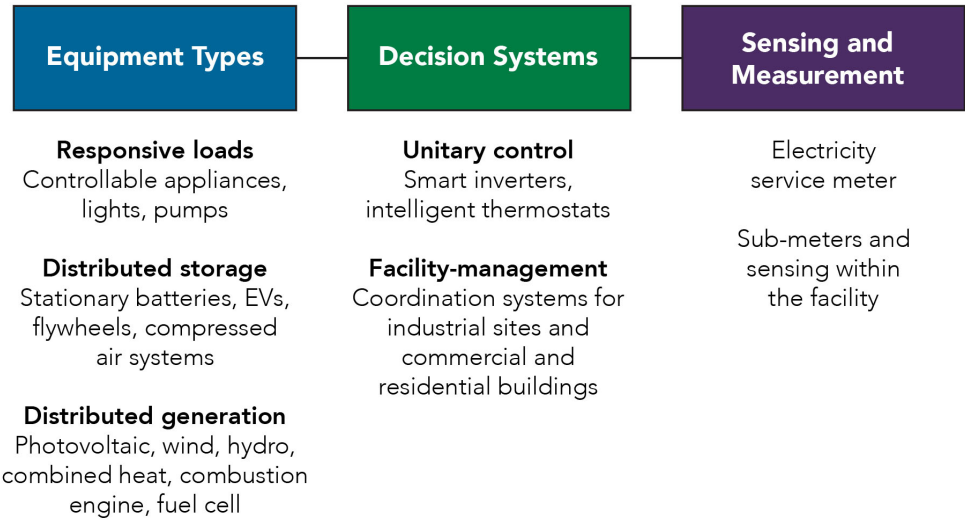 Equipment Types
Responsive loads
Controllable appliances,
lights, pumps
Distributed storage
Stationary batteries, EVs,
flywheels, compressed
air systems
Distributed generation
Photovoltaic, wind, hydro,
combined heat, combustion
engine, fuel cell
Decision Systems
Unitary control
Smart inverters,
intelligent thermostats
Facility-management
Coordination systems for
industrial sites and
commercial and
residential buildings
Sensing and
Measurement
Electricity
service meter
Sub-meters and
sensing within
the facility